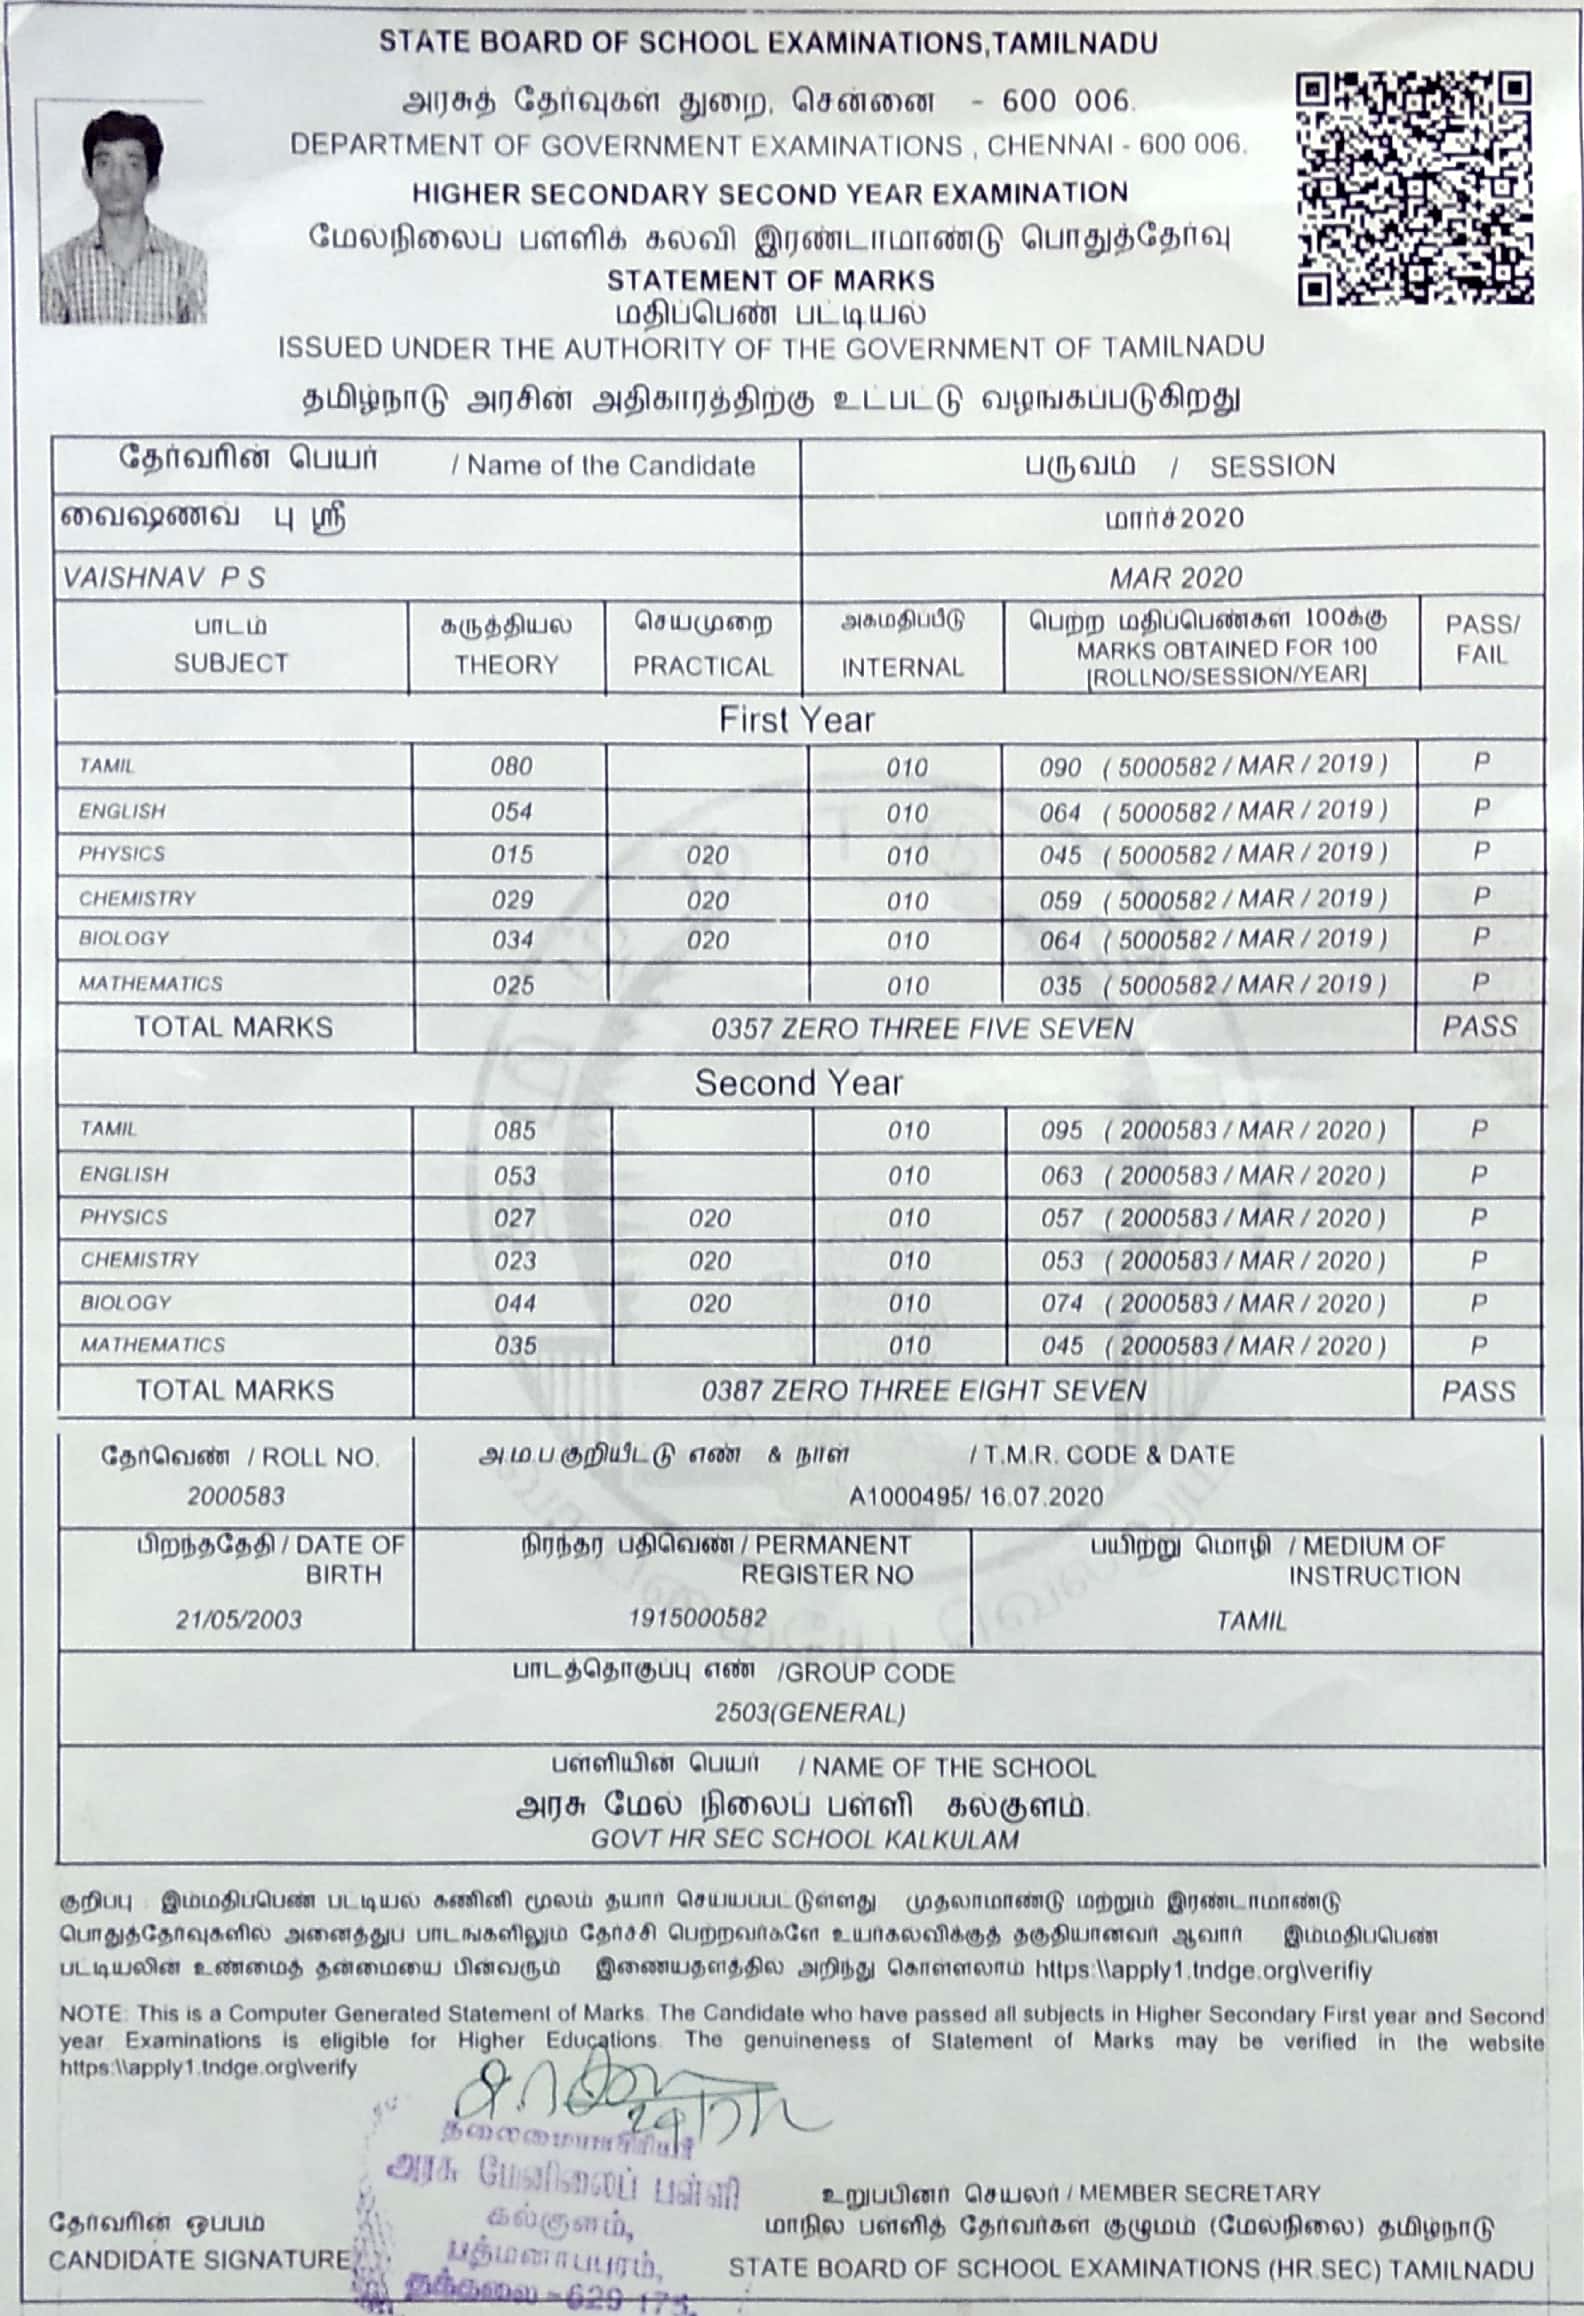 STATE BOARD OF SCHOOL EXAMINATIONS,TAMILNADU
அரசுத் தேர்வுகள் துறை, சென்னை - 600 006.
DEPARTMENT OF GOVERNMENT EXAMINATIONS , CHENNAI - 600 006.
HIGHER SECONDARY SECOND YEAR EXAMINATION
மேல்நிலைப் பள்ளிக் கல்வி இரண்டாமாண்டு பொதுத்தேர்வு
STATEMENT OF MARKS
மதிப்பெண் பட்டியல்
ISSUED UNDER THE AUTHORITY OF THE GOVERNMENT OF TAMILNADU
தமிழ்நாடு அரசின் அதிகாரத்திற்கு உட்பட்டு வழங்கப்படுகிறது
தேர்வரின் பெயர் / Name of the Candidate பருவம் / SESSION
வைஷ்ணவ் பு ஸ்ரீ மார்ச்2020
VAISHNAV P S MAR 2020
பாடம் கருத்தியல் செய்முறை அகமதிப்பீடு பெற்ற மதிப்பெண்கள் 100க்கு PASS/
SUBJECT THEORY PRACTICAL INTERNAL MARKS OBTAINED FOR 100 FAIL
[ROLLNO/SESSION/YEAR]
First Year
TAMIL 080 010 090 ( 5000582 / MAR / 2019 ) P
ENGLISH 054 010 064 ( 5000582 / MAR / 2019 ) P
PHYSICS 015 020 010 045 ( 5000582 / MAR / 2019 ) P
CHEMISTRY 029 020 010 059 ( 5000582 / MAR / 2019 ) P
BIOLOGY 034 020 010 064 ( 5000582 / MAR / 2019 ) P
MATHEMATICS 025 010 035 ( 5000582 / MAR / 2019 ) P
TOTAL MARKS 0357 ZERO THREE FIVE SEVEN PASS
Second Year
TAMIL 085 010 095 ( 2000583 / MAR / 2020 ) P
ENGLISH 053 010 063 ( 2000583 / MAR / 2020 ) P
PHYSICS 027 020 010 057 ( 2000583 / MAR / 2020 ) P
CHEMISTRY 023 020 010 053 ( 2000583 / MAR / 2020 ) P
BIOLOGY 044 020 010 074 ( 2000583 / MAR / 2020 ) P
MATHEMATICS 035 010 045 ( 2000583 / MAR / 2020 ) P
TOTAL MARKS 0387 ZERO THREE EIGHT SEVEN PASS
தேர்வெண் / ROLL NO. அ.ம.ப.குறியீட்டு எண் & நாள் / T.M.R. CODE & DATE
2000583 A1000495/ 16.07.2020
பிறந்ததேதி / DATE OF நிரந்தர பதிவெண் / PERMANENT பயிற்று மொழி / MEDIUM OF
BIRTH REGISTER NO INSTRUCTION
21/05/2003 1915000582 TAMIL
பாடத்தொகுப்பு எண் /GROUP CODE
2503(GENERAL)
பள்ளியின் பெயர் / NAME OF THE SCHOOL
அரசு மேல் நிலைப் பள்ளி கல்குளம்.
GOVT HR SEC SCHOOL KALKULAM
குறிப்பு : இம்மதிப்பெண் பட்டியல் கணினி மூலம் தயார் செய்யப்பட்டுள்ளது முதலாமாண்டு மற்றும் இரண்டாமாண்டு
பொதுத்தேர்வுகளில் அனைத்துப் பாடங்களிலும் தேர்ச்சி பெற்றவர்களே உயர்கல்விக்குத் தகுதியானவர் ஆவார் இம்மதிப்பெண்
பட்டியலின் உண்மைத் தன்மையை பின்வரும் இணையதளத்தில் அறிந்து கொள்ளலாம் https:\\apply1.tndge.org\verifiy
NOTE: This is a Computer Generated Statement of Marks. The Candidate who have passed all subjects in Higher Secondary First year and Second
year Examinations is eligible for Higher Educations. The genuineness of Statement of Marks may be verified in the website
https:\\apply1.tndge.org\verify
தலைமையாசிரியர்
அரசு மேனிலைப் பள்ளி
கல்குளம்,
பத்மனாபபுரம்,
தக்கலை - 629 175.
உறுப்பினர் செயலர் / MEMBER SECRETARY
தேர்வரின் ஒப்பம் மாநில பள்ளித் தேர்வர்கள் குழுமம் (மேல்நிலை) தமிழ்நாடு
CANDIDATE SIGNATURE STATE BOARD OF SCHOOL EXAMINATIONS (HR.SEC) TAMILNADU